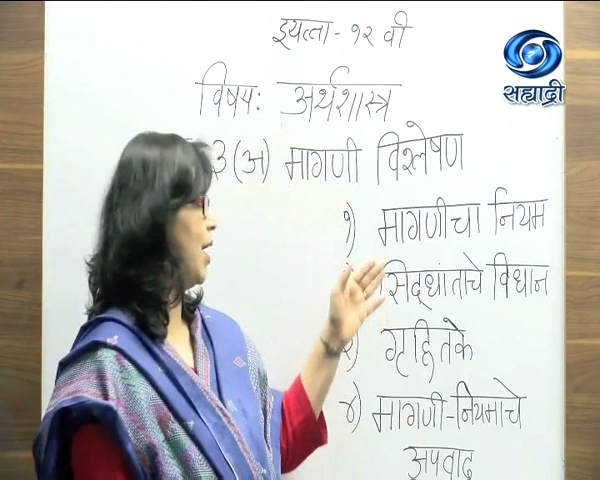 इयत्ता - १२ वी
सह्याद्री
विषय: अर्थशास्त्र
३ (अ) मागणी विश्लेषण
१) मागणीचा नियम
सिद्धांताचे विधान
३) गृहितके
४) मागणी-नियमाचे
अपवाद